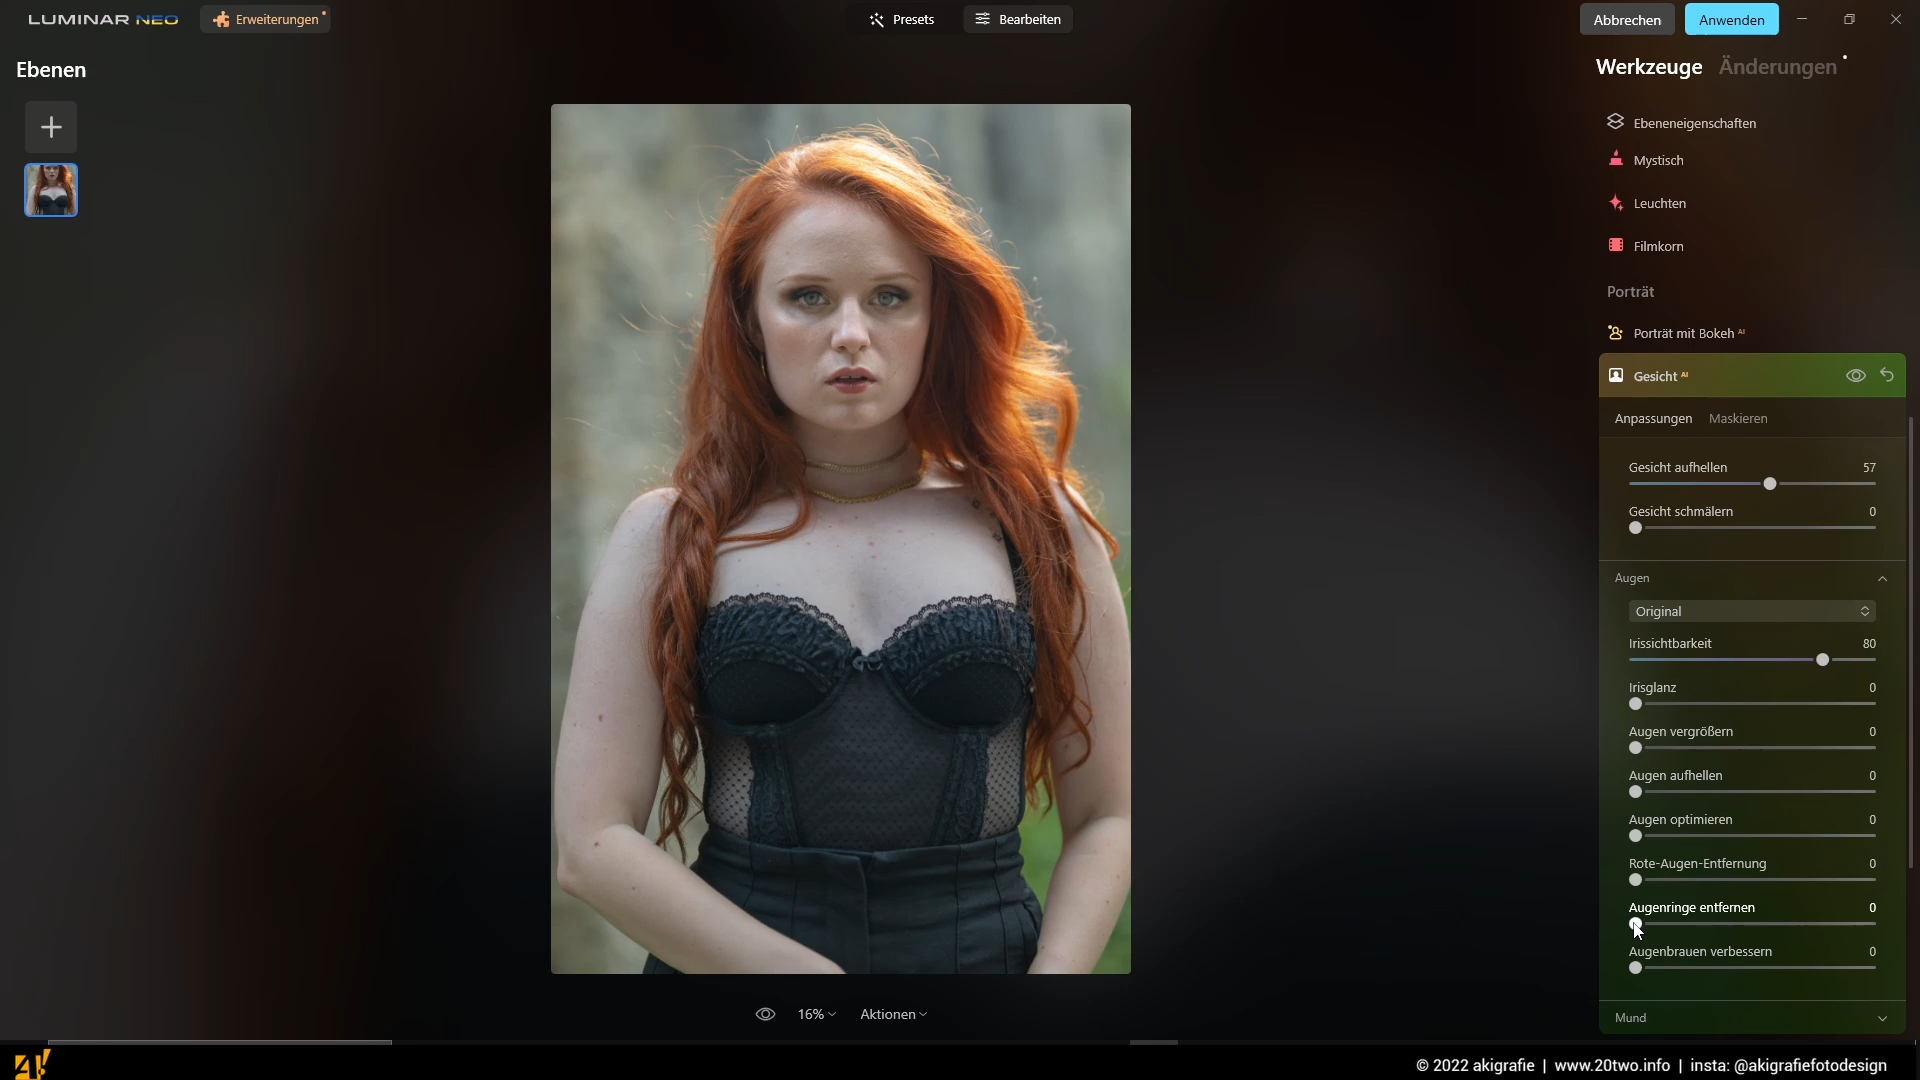 LUMINAR NEO
Erweiterungen
Presets
Bearbeiten
Abbrechen
Anwenden
Ebenen
Werkzeuge Änderungen
Ebeneneigenschaften
Mystisch
Leuchten
Filmkorn
Porträt
Porträt mit Bokeh AI
Gesicht AI
Anpassungen Maskieren
Gesicht aufhellen 57
Gesicht schmälern 0
Augen
Original
Irissichtbarkeit 80
Irisglanz 0
Augen vergrößern 0
Augen aufhellen 0
Augen optimieren 0
Rote-Augen-Entfernung 0
Augenringe entfernen 0
Augenbrauen verbessern 0
Mund
16% Aktionen
a!
© 2022 akigrafie | www.20two.info | insta: @akigrafiefotodesign